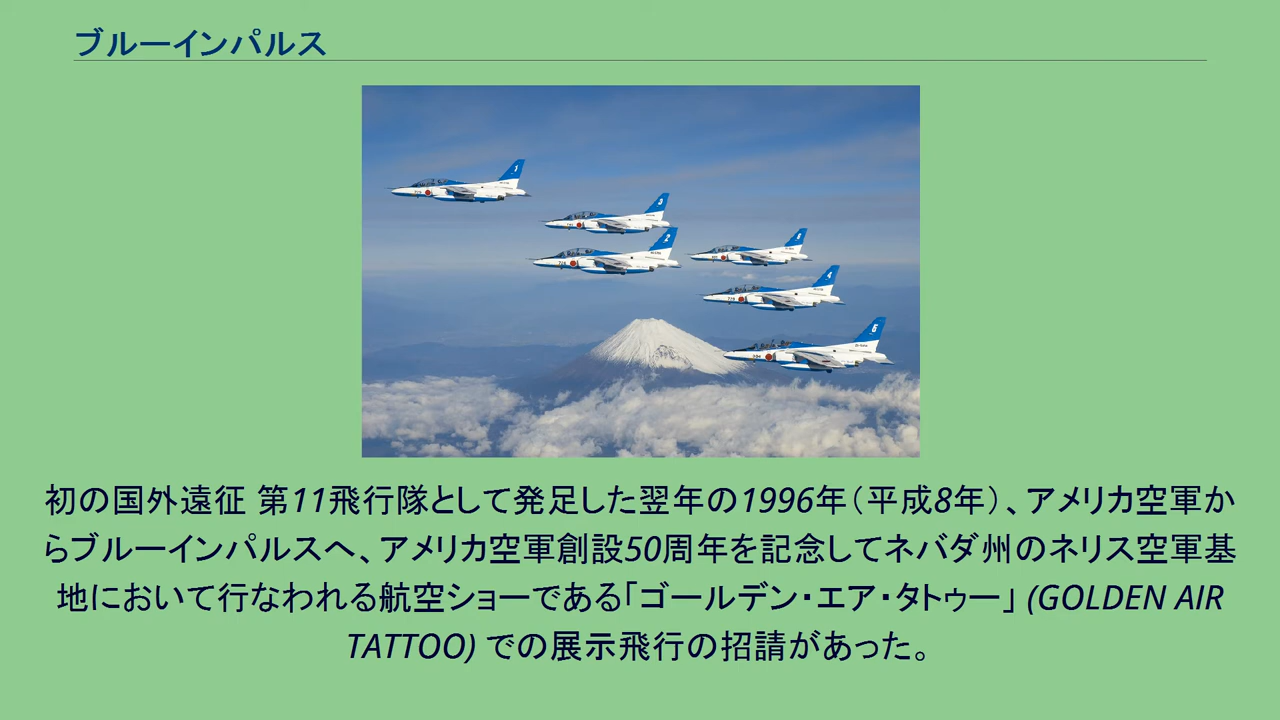 ブルーインパルス
初の国外遠征 第11飛行隊として発足した翌年の1996年（平成8年）、アメリカ空軍か
らブルーインパルスへ、アメリカ空軍創設50周年を記念してネバダ州のネリス空軍基
地において行なわれる航空ショーである「ゴールデン・エア・タトゥー」 (GOLDEN AIR
TATTOO) での展示飛行の招請があった。
1
3
2
4
6